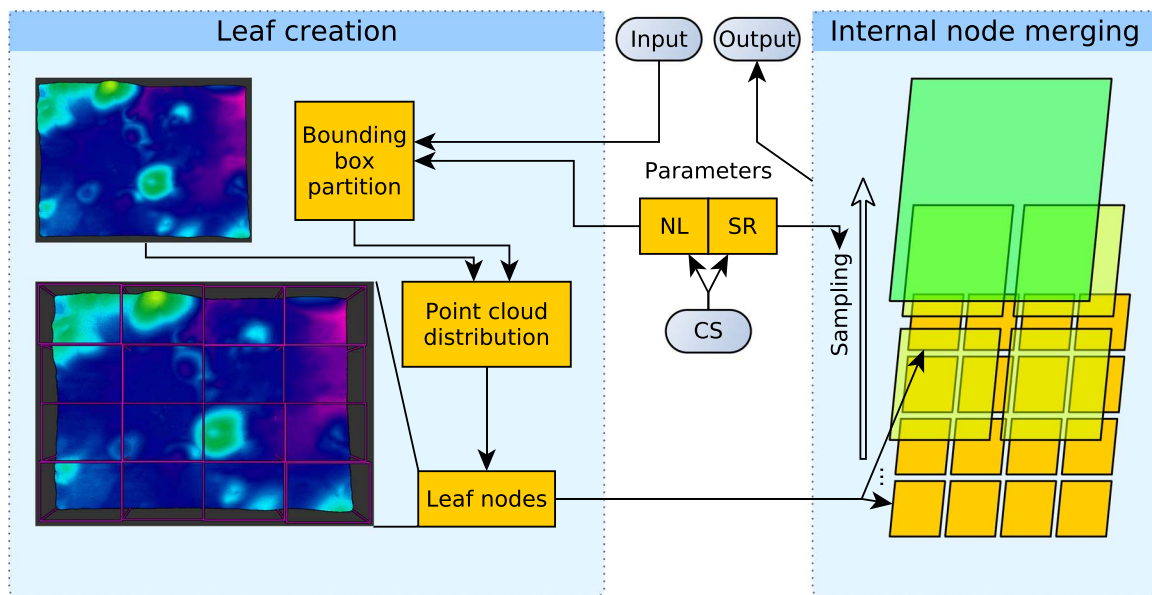 Leaf creation
Input
Output
Internal node merging
Bounding
box
partition
Parameters
NL
SR
Point cloud
distribution
CS
Sampling
Leaf nodes
...